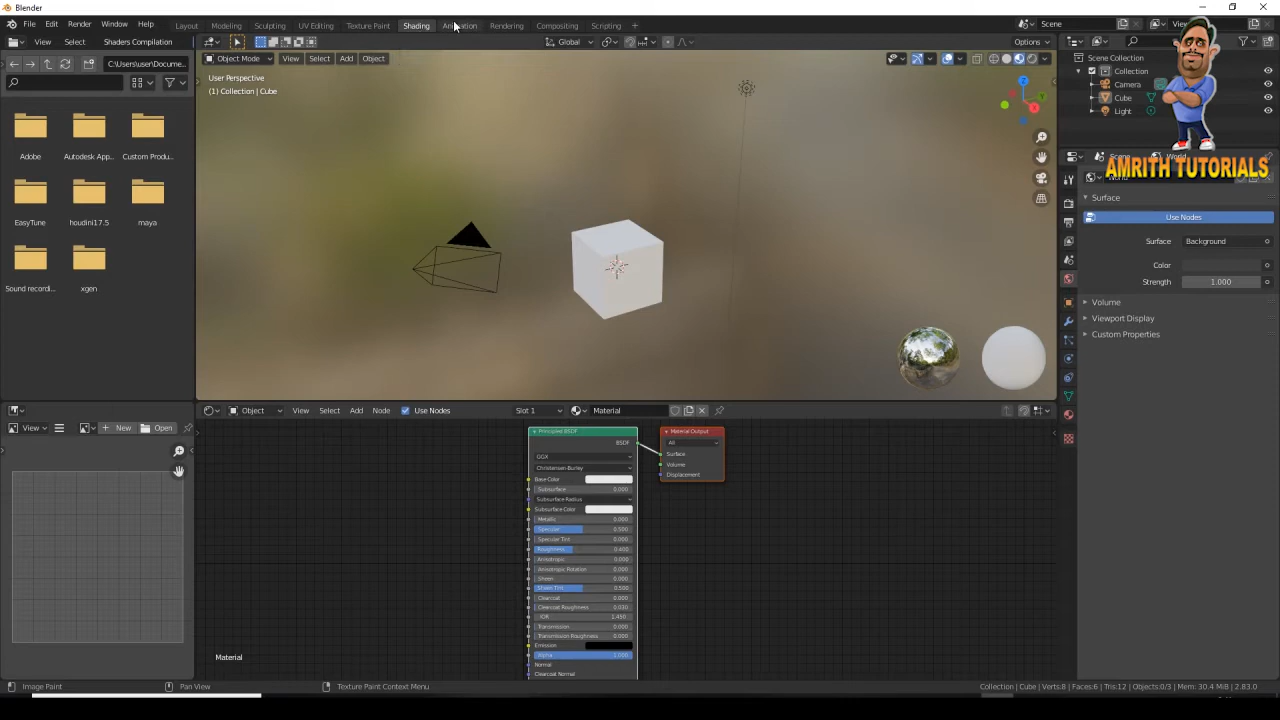 Blender
File Edit Render Window Help Layout Modeling Sculpting UV Editing Texture Paint Shading Animation Rendering Compositing Scripting + Scene
View Select Shaders Compilation Global Options
C:\Users\user\Docume... Object Mode View Select Add Object
User Perspective
(1) Collection | Cube
Adobe Autodesk App... Custom Produ...
EasyTune houdini17.5 maya
Sound recordi... xgen
Scene Collection
Collection
Camera
Cube
Light
AMRITH TUTORIALS
Surface
Use Nodes
Surface Background
Color
Strength 1.000
Volume
Viewport Display
Custom Properties
Object View Select Add Node Use Nodes Slot 1 Material
View New Open
Principled BSDF
BSDF
GGX
Christensen-Burley
Base Color
Subsurface 0.000
Subsurface Radius
Subsurface Color
Metallic 0.000
Specular 0.500
Specular Tint 0.000
Roughness 0.400
Anisotropic 0.000
Anisotropic Rotation 0.000
Sheen 0.000
Sheen Tint 0.500
Clearcoat 0.000
Clearcoat Roughness 0.030
IOR 1.450
Transmission 0.000
Transmission Roughness 0.000
Emission
Alpha 1.000
Normal
Clearcoat Normal
Material Output
All
Surface
Volume
Displacement
Material
Image Paint Pan View Texture Paint Context Menu Collection | Cube | Verts:8 | Faces:6 | Tris:12 | Objects:0/3 | Mem: 30.4 MiB | 2.83.0